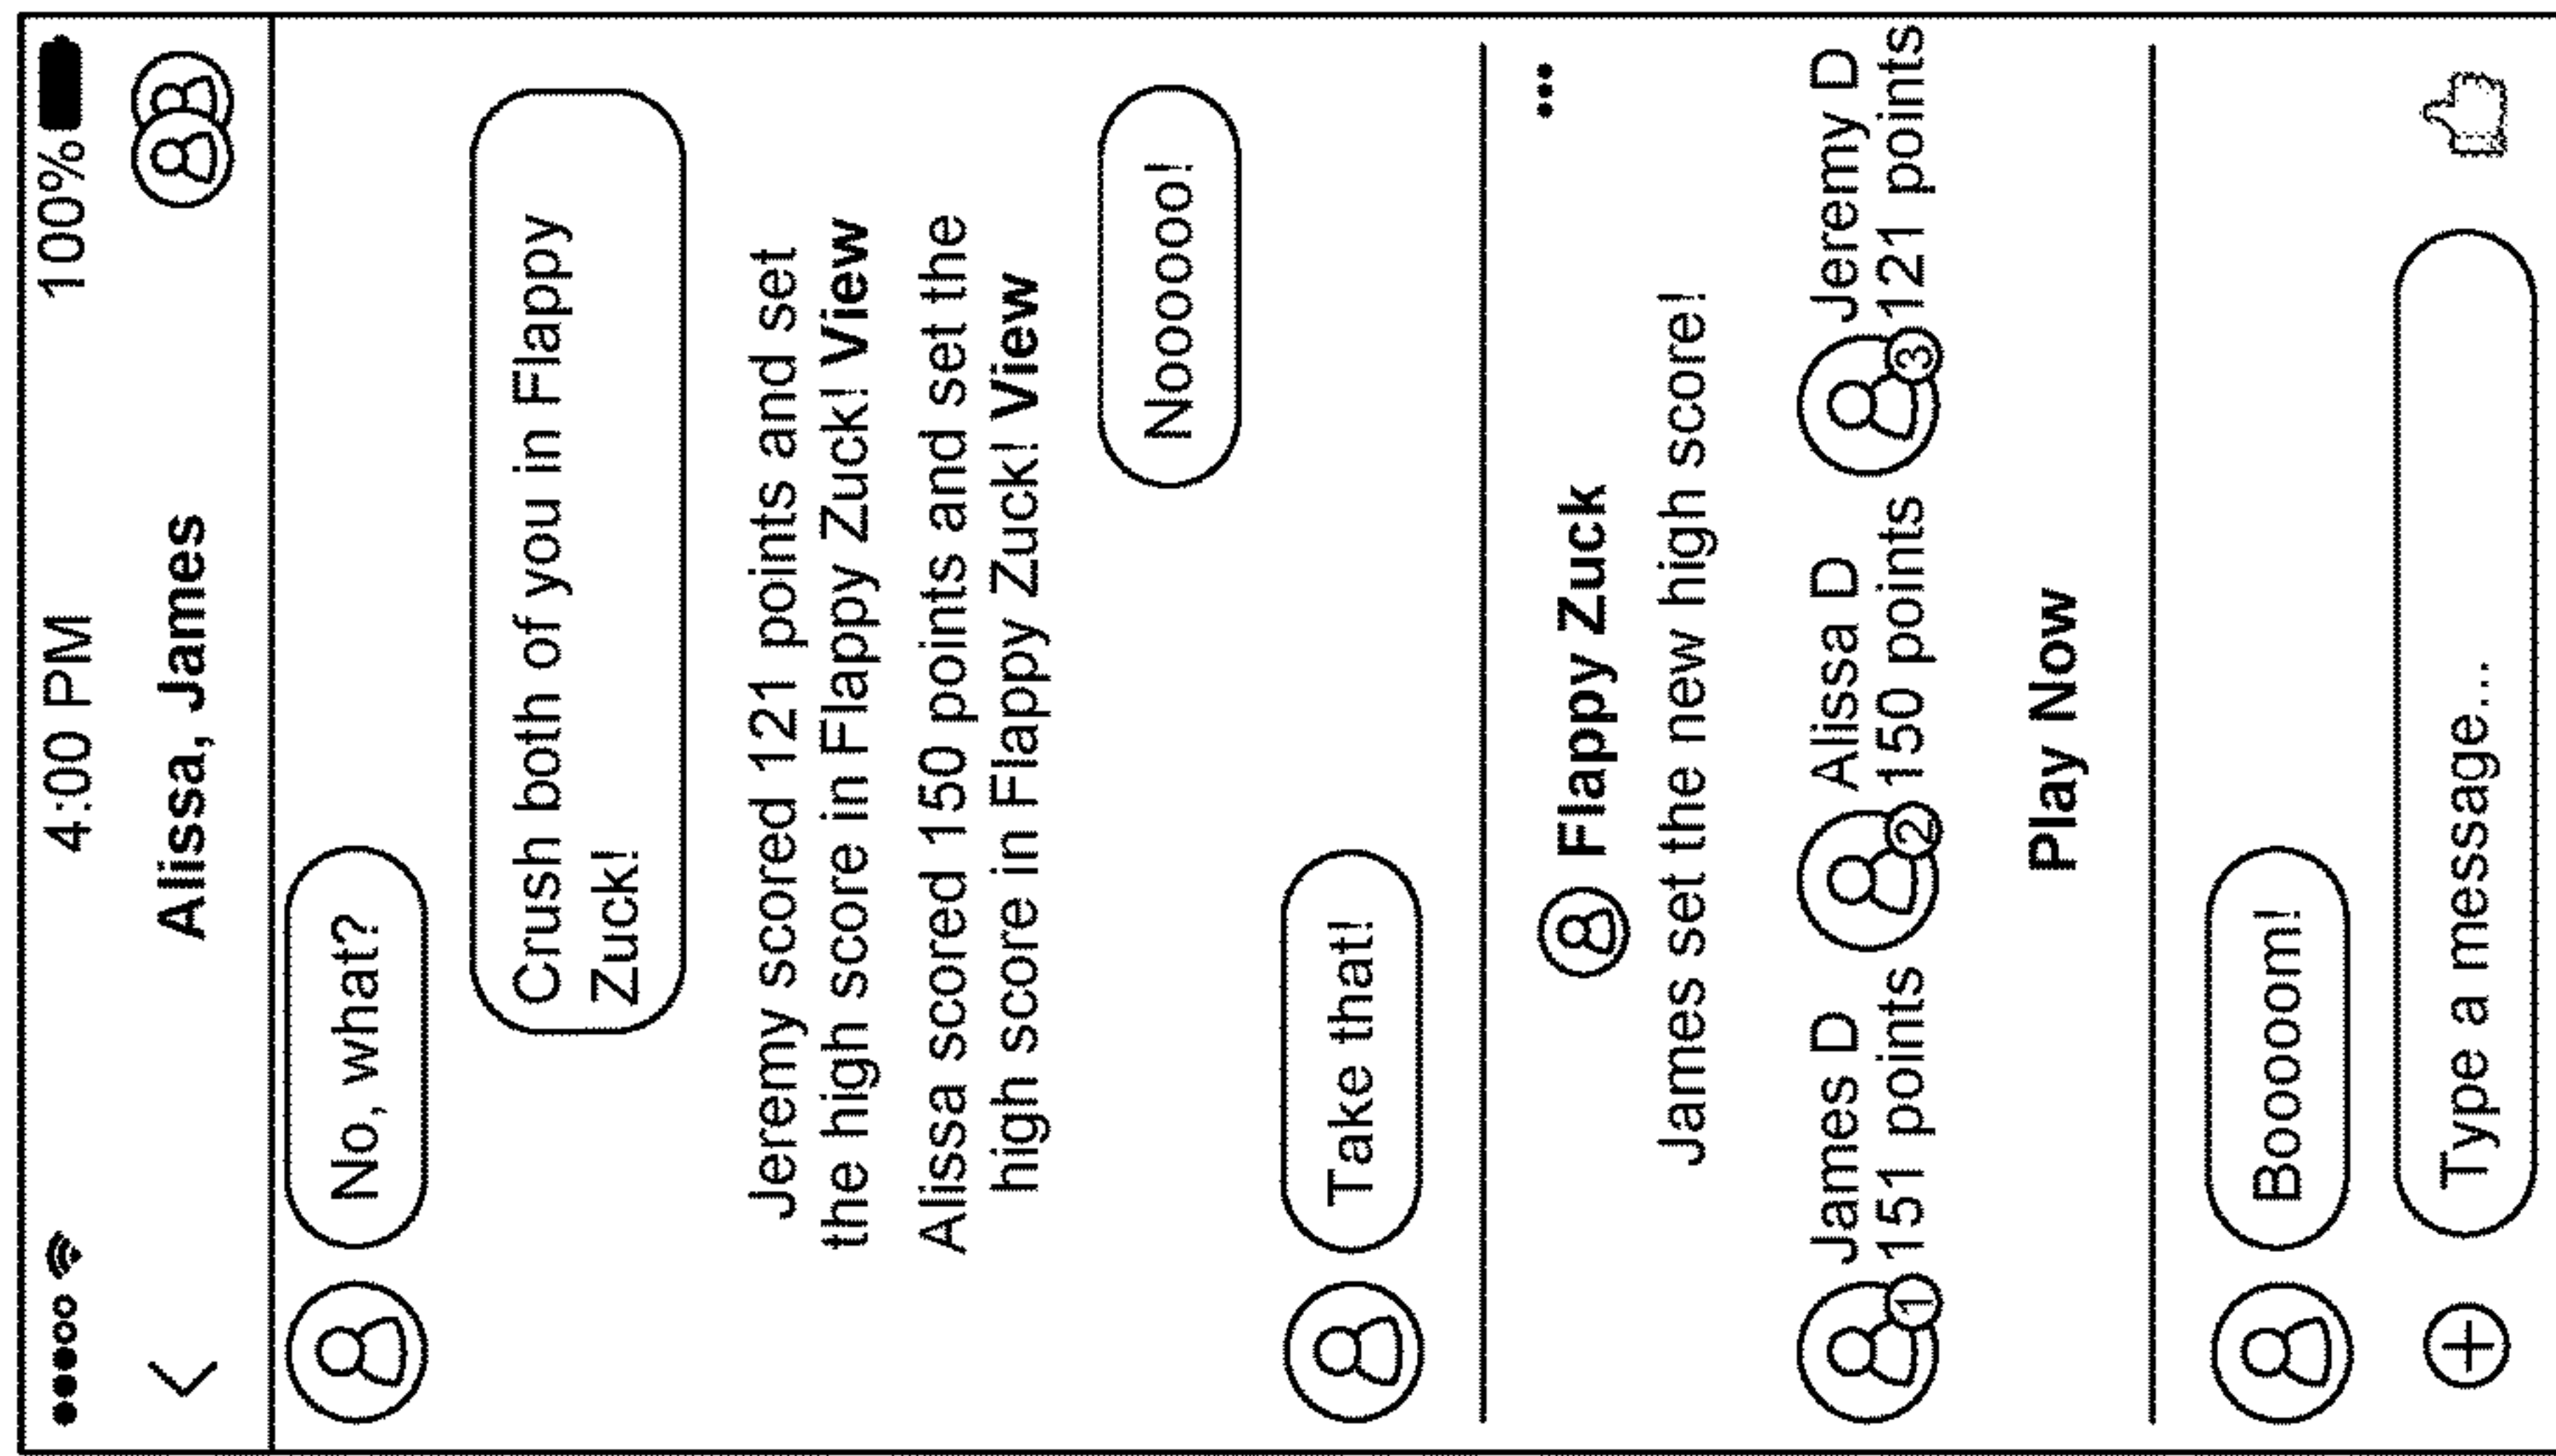 4:00 PM 100%
Alissa, James
No, what?
Crush both of you in Flappy
Zuck!
Jeremy scored 121 points and set
the high score in Flappy Zuck! View
Alissa scored 150 points and set the
high score in Flappy Zuck! View
Nooooooo!
Take that!
Flappy Zuck
James set the new high score!
James D Alissa D Jeremy D
1 151 points 2 150 points 3 121 points
Play Now
Boooooom!
Type a message...